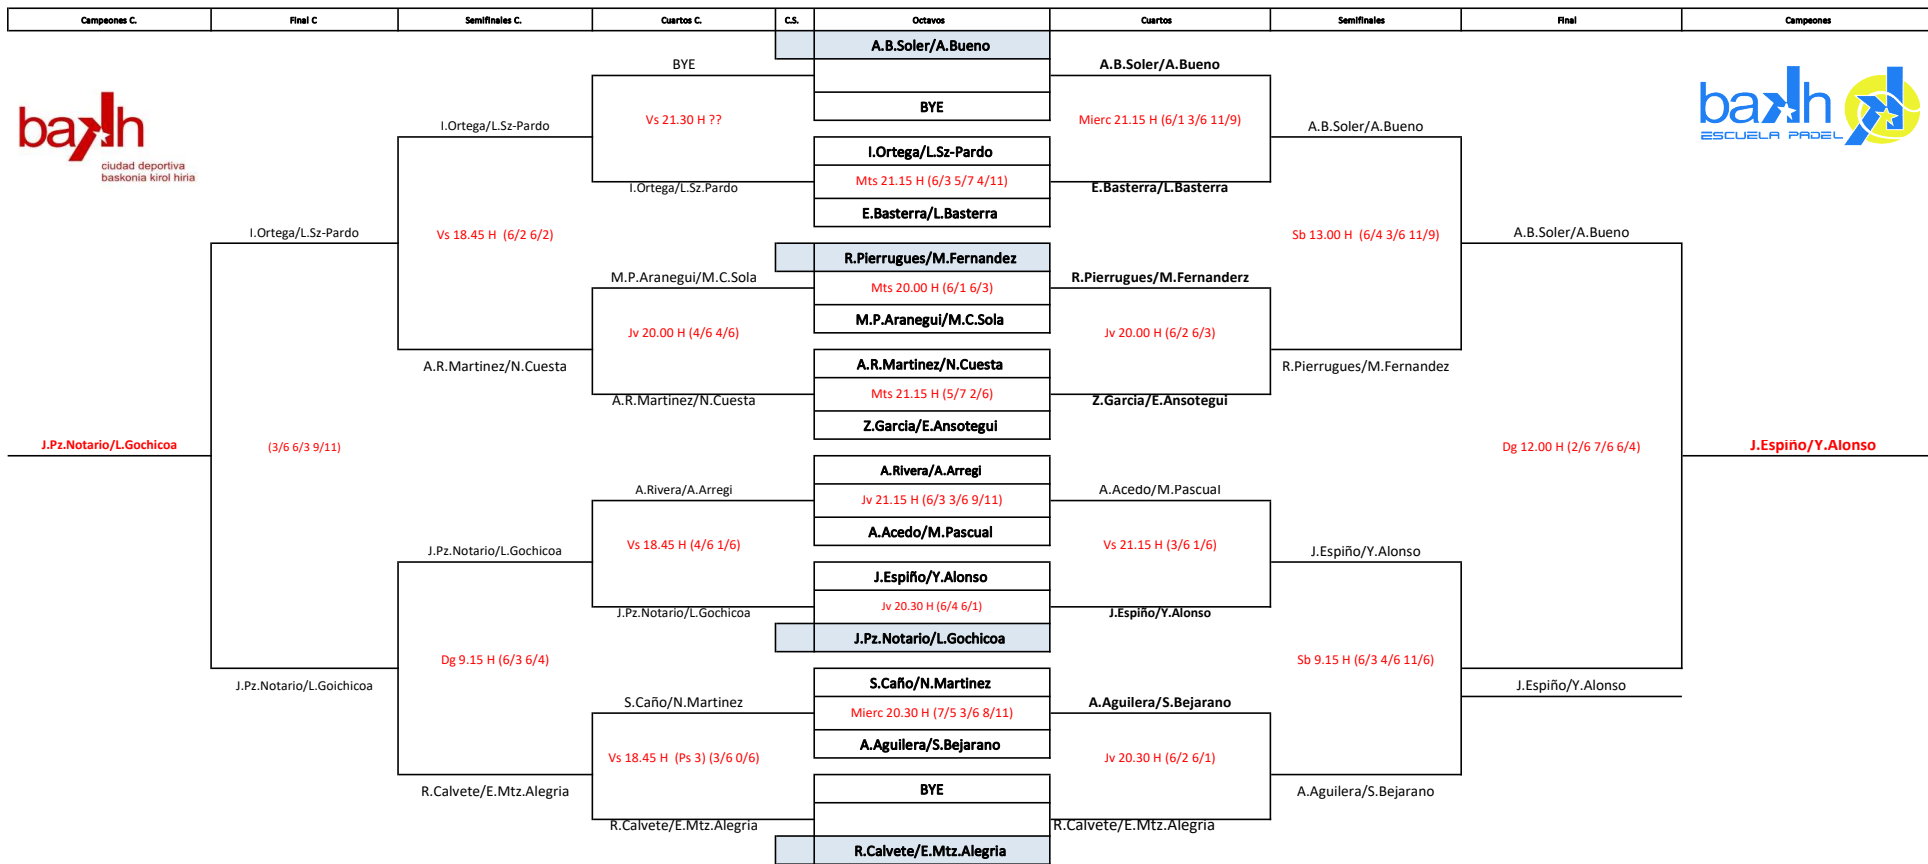 Campeones C. Final C Semifinales C. Cuartos C. C.S. Octavos Cuartos Semifinales Final Campeones
A.B.Soler/A.Bueno
BYE A.B.Soler/A.Bueno
BYE
bakh
ciudad deportiva
baskonia kirol hiria
bakh
ESCUELA PADEL
I.Ortega/L.Sz-Pardo Vs 21.30 H ?? Mierc 21.15 H (6/1 3/6 11/9) A.B.Soler/A.Bueno
I.Ortega/L.Sz-Pardo
Mts 21.15 H (6/3 5/7 4/11)
I.Ortega/L.Sz.Pardo E.Basterra/L.Basterra
E.Basterra/L.Basterra
I.Ortega/L.Sz-Pardo Vs 18.45 H (6/2 6/2) Sb 13.00 H (6/4 3/6 11/9) A.B.Soler/A.Bueno
R.Pierrugues/M.Fernandez
M.P.Aranegui/M.C.Sola R.Pierrugues/M.Fernanderz
Mts 20.00 H (6/1 6/3)
M.P.Aranegui/M.C.Sola
Jv 20.00 H (4/6 4/6) Jv 20.00 H (6/2 6/3)
A.R.Martinez/N.Cuesta A.R.Martinez/N.Cuesta R.Pierrugues/M.Fernandez
Mts 21.15 H (5/7 2/6)
A.R.Martinez/N.Cuesta Z.Garcia/E.Ansotegui
Z.Garcia/E.Ansotegui
J.Pz.Notario/L.Gochicoa (3/6 6/3 9/11) Dg 12.00 H (2/6 7/6 6/4) J.Espiño/Y.Alonso
A.Rivera/A.Arregi
A.Rivera/A.Arregi A.Acedo/M.Pascual
Jv 21.15 H (6/3 3/6 9/11)
A.Acedo/M.Pascual
J.Pz.Notario/L.Gochicoa Vs 18.45 H (4/6 1/6) Vs 21.15 H (3/6 1/6) J.Espiño/Y.Alonso
J.Espiño/Y.Alonso
Jv 20.30 H (6/4 6/1)
J.Pz.Notario/L.Gochicoa J.Espiño/Y.Alonso
J.Pz.Notario/L.Gochicoa
Dg 9.15 H (6/3 6/4) Sb 9.15 H (6/3 4/6 11/6)
J.Pz.Notario/L.Goichicoa S.Caño/N.Martinez J.Espiño/Y.Alonso
S.Caño/N.Martinez A.Aguilera/S.Bejarano
Mierc 20.30 H (7/5 3/6 8/11)
A.Aguilera/S.Bejarano
Vs 18.45 H (Ps 3) (3/6 0/6) Jv 20.30 H (6/2 6/1)
R.Calvete/E.Mtz.Alegria BYE A.Aguilera/S.Bejarano
R.Calvete/E.Mtz.Alegria R.Calvete/E.Mtz.Alegria
R.Calvete/E.Mtz.Alegria